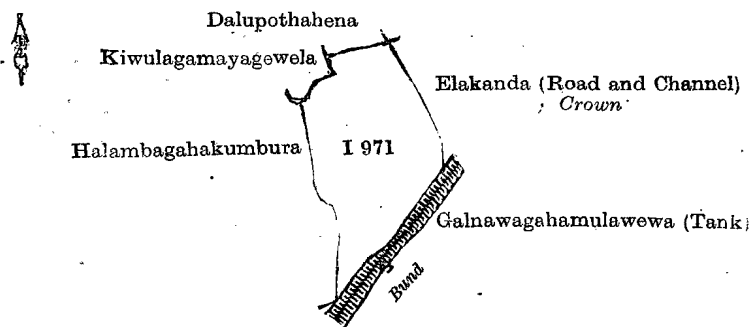 Dalupothahena
Kiwulagamayagewela
Elakanda (Road and Channel)
Crown
Halambagahakumbura
I 971
Galnawagahamulawewa (Tank)
Bund